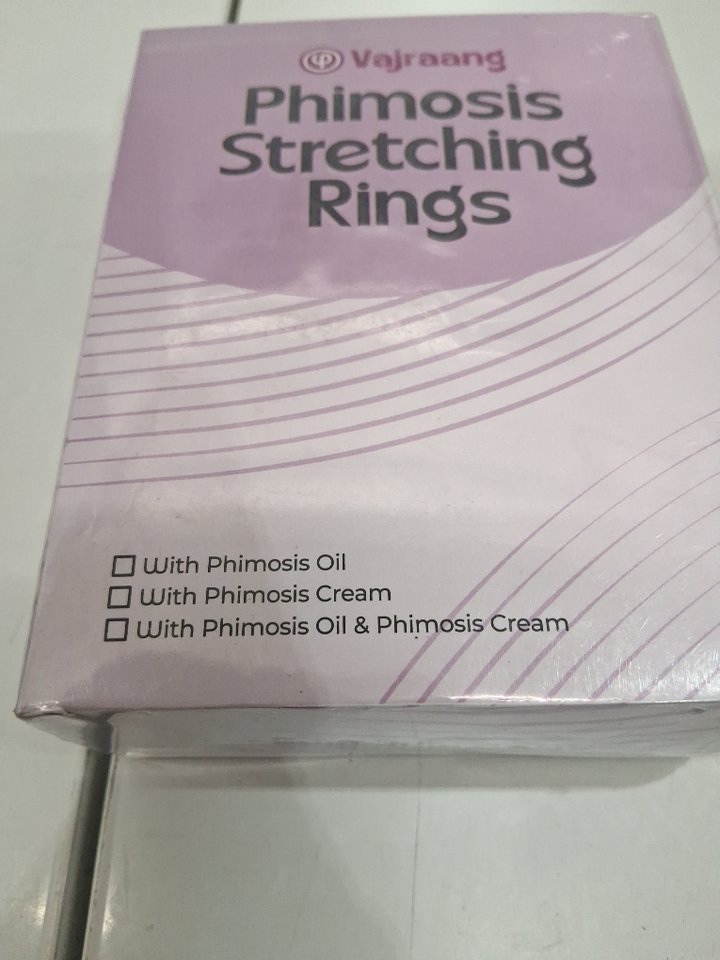 Vajraang
Phimosis
Stretching
Rings
With Phimosis Oil
With Phimosis Cream
With Phimosis Oil & Phimosis Cream